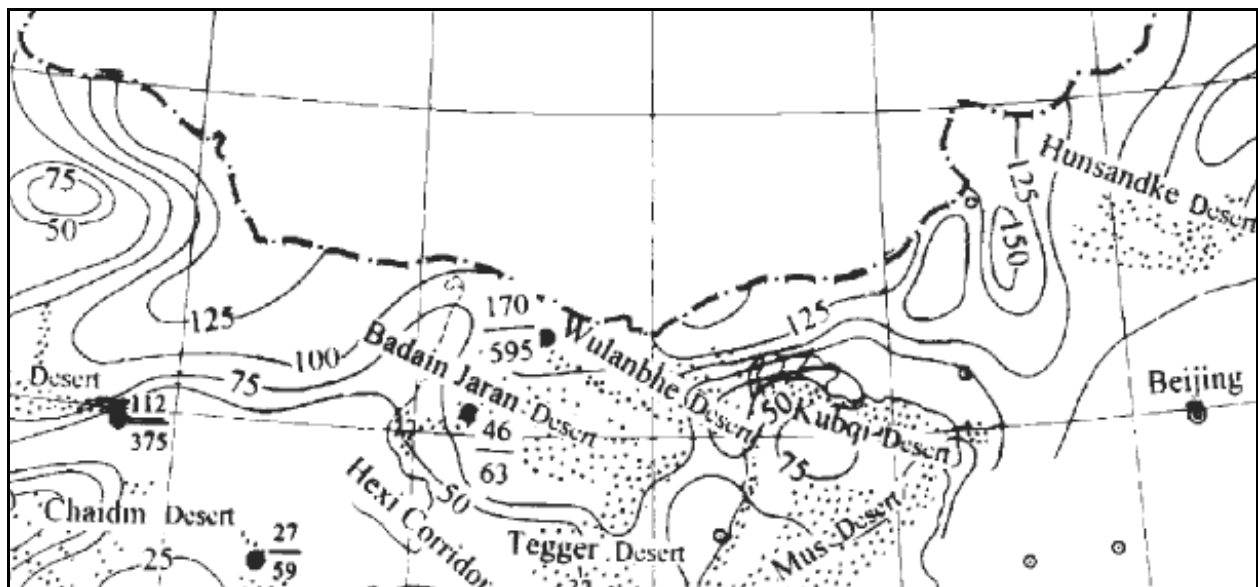 75
50
125
125
150
Hunsandke Desert
125
100
75
170
595
125
Badain Jaran Desert
Wulanbhe Desert
50
Kubqi Desert
75
Desert
112
375
46
63
50
Beijing
Chaidm Desert
25
27
59
Hexi Corridor
Tegger Desert
Mus Desert